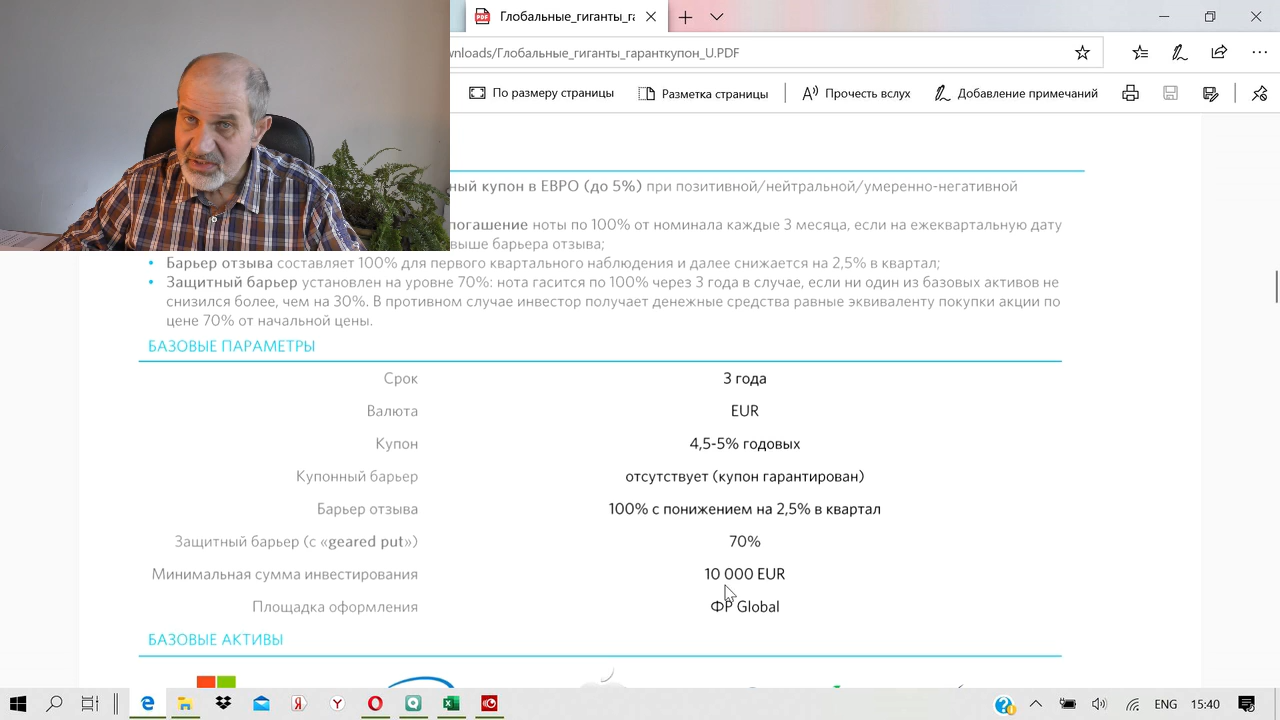 Глобальные_гиганты_га
wnloads/Глобальные_гиганты_гаранткупон_U.PDF
По размеру страницы
Разметка страницы
Прочесть вслух
Добавление примечаний
ный купон в ЕВРО (до 5%) при позитивной/нейтральной/умеренно-негативной
погашение ноты по 100% от номинала каждые 3 месяца, если на ежеквартальную дату
выше барьера отзыва;
• Барьер отзыва составляет 100% для первого квартального наблюдения и далее снижается на 2,5% в квартал;
• Защитный барьер установлен на уровне 70%: нота гасится по 100% через 3 года в случае, если ни один из базовых активов не
снизился более, чем на 30%. В противном случае инвестор получает денежные средства равные эквиваленту покупки акции по
цене 70% от начальной цены.
БАЗОВЫЕ ПАРАМЕТРЫ
Срок 3 года
Валюта EUR
Купон 4,5-5% годовых
Купонный барьер отсутствует (купон гарантирован)
Барьер отзыва 100% с понижением на 2,5% в квартал
Защитный барьер (с «geared put») 70%
Минимальная сумма инвестирования 10 000 EUR
Площадка оформления ФР Global
БАЗОВЫЕ АКТИВЫ
ENG 15:40